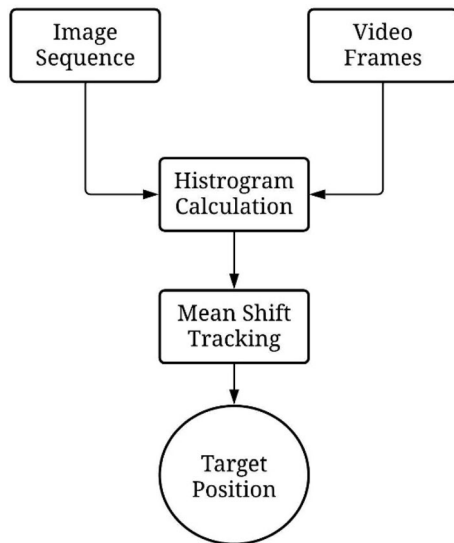 Image
Sequence
Video
Frames
Histrogram
Calculation
Mean Shift
Tracking
Target
Position